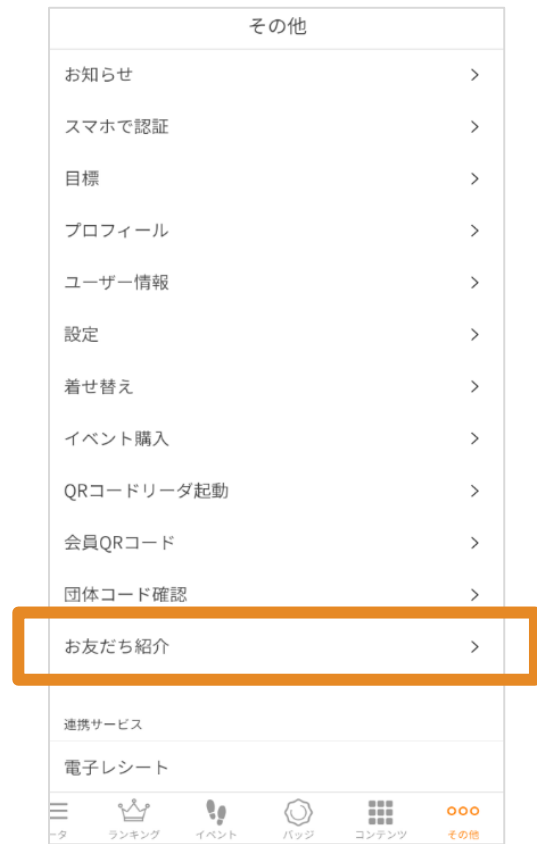 その他
お知らせ
スマホで認証
目標
プロフィール
ユーザー情報
設定
着せ替え
イベント購入
QRコードリーダ起動
会員QRコード
団体コード確認
お友だち紹介
連携サービス
電子レシート
ータ ランキング イベント バッジ コンテンツ その他